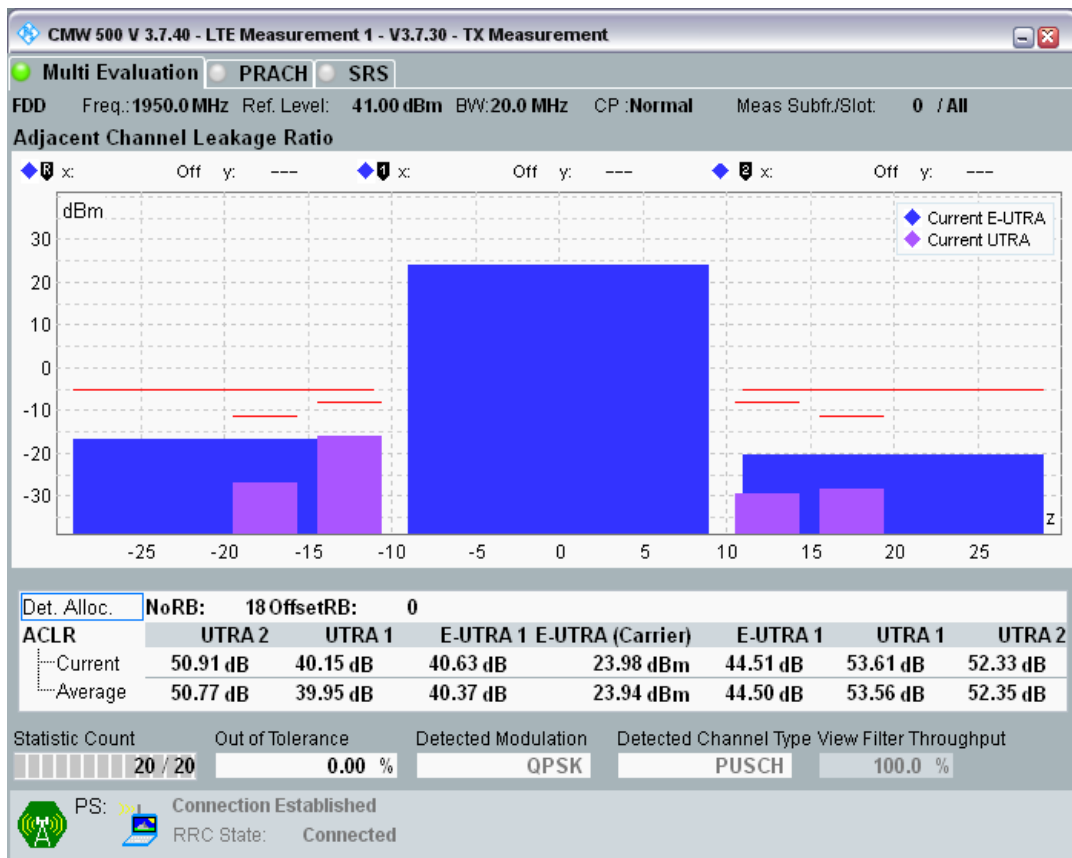 CMW 500 V 3.7.40 - LTE Measurement 1 - V3.7.30 - TX Measurement
Multi Evaluation PRACH SRS
FDD Freq.: 1950.0 MHz Ref. Level: 41.00 dBm BW: 20.0 MHz CP : Normal Meas Subfr./Slot: 0 / All
Adjacent Channel Leakage Ratio
R x: Off y: --- 1 x: Off y: --- 2 x: Off y: ---
dBm
Current E-UTRA
Current UTRA
30
20
10
0
-10
-20
-30
z
-25 -20 -15 -10 -5 0 5 10 15 20 25
Det. Alloc. NoRB: 18 OffsetRB: 0
ACLR UTRA 2 UTRA 1 E-UTRA 1 E-UTRA (Carrier) E-UTRA 1 UTRA 1 UTRA 2
Current 50.91 dB 40.15 dB 40.63 dB 23.98 dBm 44.51 dB 53.61 dB 52.33 dB
Average 50.77 dB 39.95 dB 40.37 dB 23.94 dBm 44.50 dB 53.56 dB 52.35 dB
Statistic Count Out of Tolerance Detected Modulation Detected Channel Type View Filter Throughput
20 / 20 0.00 % QPSK PUSCH 100.0 %
PS: Connection Established
RRC State: Connected